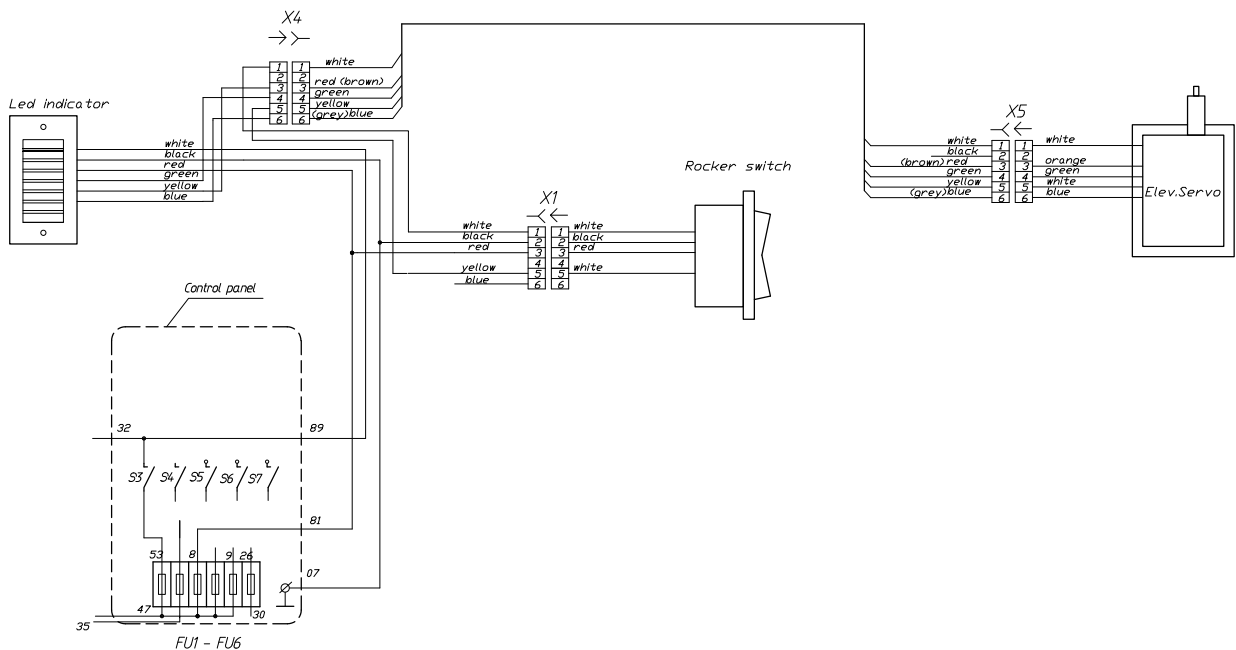 X4
1 1 white
2 2
3 3 red (brown)
4 4 green
5 5 yellow
6 6 (grey)blue
Led indicator
white
black
red
green
yellow
blue
X5
white 1 1 white
black 2 2
(brown) red 3 3 orange
green 4 4 green
yellow 5 5 white
(grey)blue 6 6 blue
Elev.Servo
Rocker switch
X1
white 1 1 white
black 2 2 black
red 3 3 red
4 4
yellow 5 5 white
blue 6 6
Control panel
32 89
S3 S4 S5 S6 S7
81
53 8 9 26
07
47 30
35
FU1 - FU6